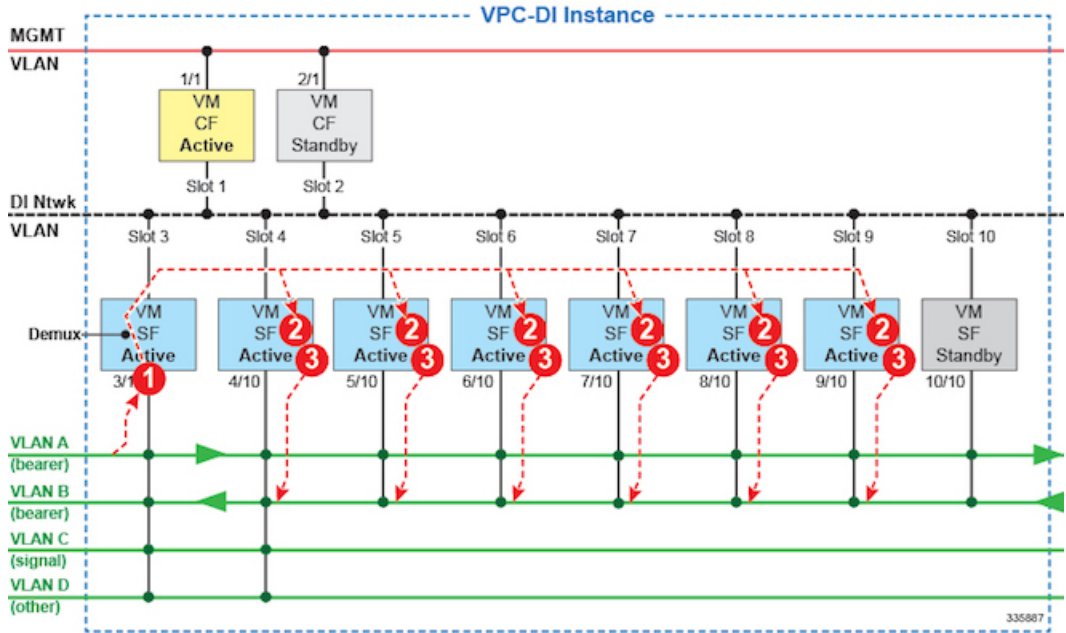 VPC-DI Instance
MGMT
VLAN
1/1
2/1
VM
CF
Active
VM
CF
Standby
Slot 1
Slot 2
DI Ntwk
VLAN
Slot 3
Slot 4
Slot 5
Slot 6
Slot 7
Slot 8
Slot 9
Slot 10
Demux
VM
SF
Active
VM
SF
Active
VM
SF
Active
VM
SF
Active
VM
SF
Active
VM
SF
Active
VM
SF
Active
VM
SF
Standby
2
2
2
2
2
2
3
3
3
3
3
3
1
4/10
5/10
6/10
7/10
8/10
9/10
10/10
VLAN A
(bearer)
VLAN B
(bearer)
VLAN C
(signal)
VLAN D
(other)
335887